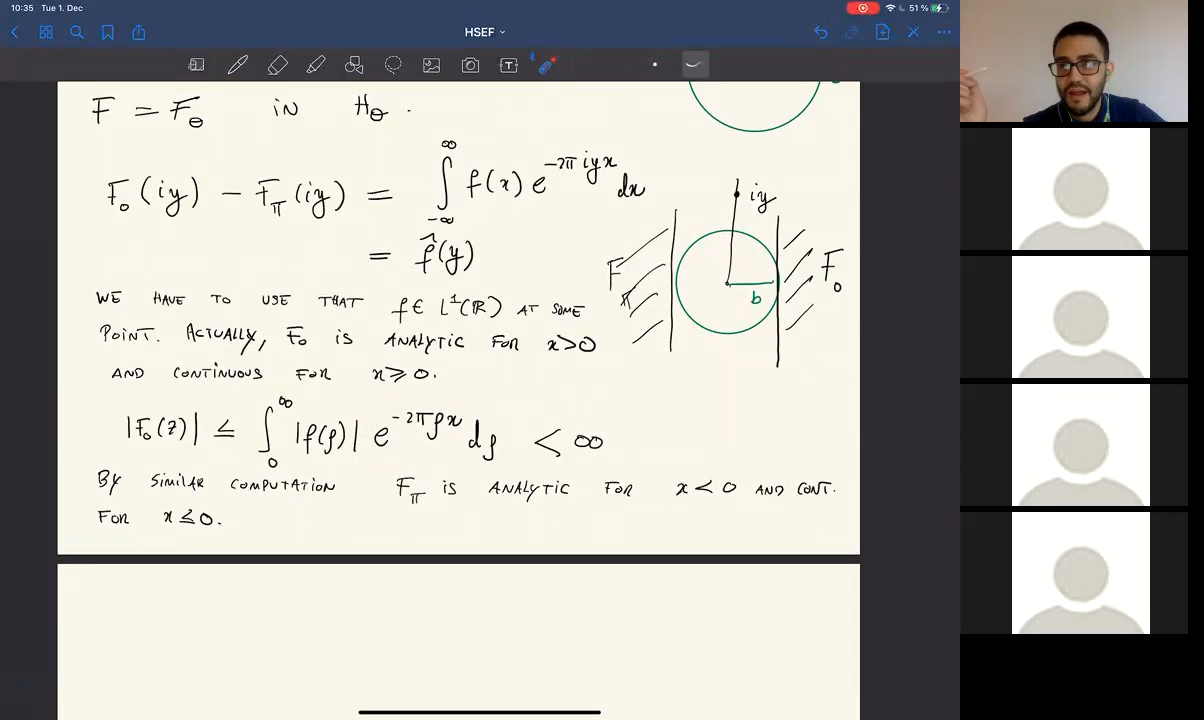 10:35 Tue 1. Dec
51 %
HSEF
F = F_θ in H_θ.
F_0(iy) − F_π(iy) = ∫_{-∞}^{∞} f(x) e^{-2πiyx} dx
= f̂(y)
WE HAVE TO USE THAT f ∈ L^1(ℝ) AT SOME
POINT. ACTUALLY, F_0 IS ANALYTIC FOR x>0
AND CONTINUOUS FOR x ≥ 0.
|F_0(z)| ≤ ∫_0^∞ |f(ρ)| e^{-2πρx} dρ < ∞
BY SIMILAR COMPUTATION F_π IS ANALYTIC FOR x < 0 AND CONT.
FOR x ≤ 0.
iy
F_π
F_0
b